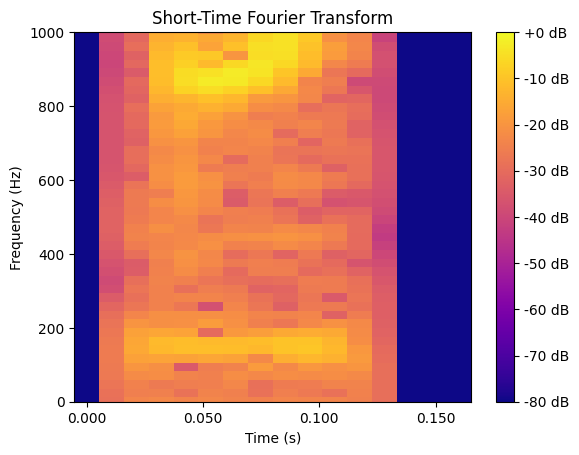 Short-Time Fourier Transform
1000
800
600
400
200
0
Frequency (Hz)
0.000
0.050
0.100
0.150
Time (s)
+0 dB
-10 dB
-20 dB
-30 dB
-40 dB
-50 dB
-60 dB
-70 dB
-80 dB